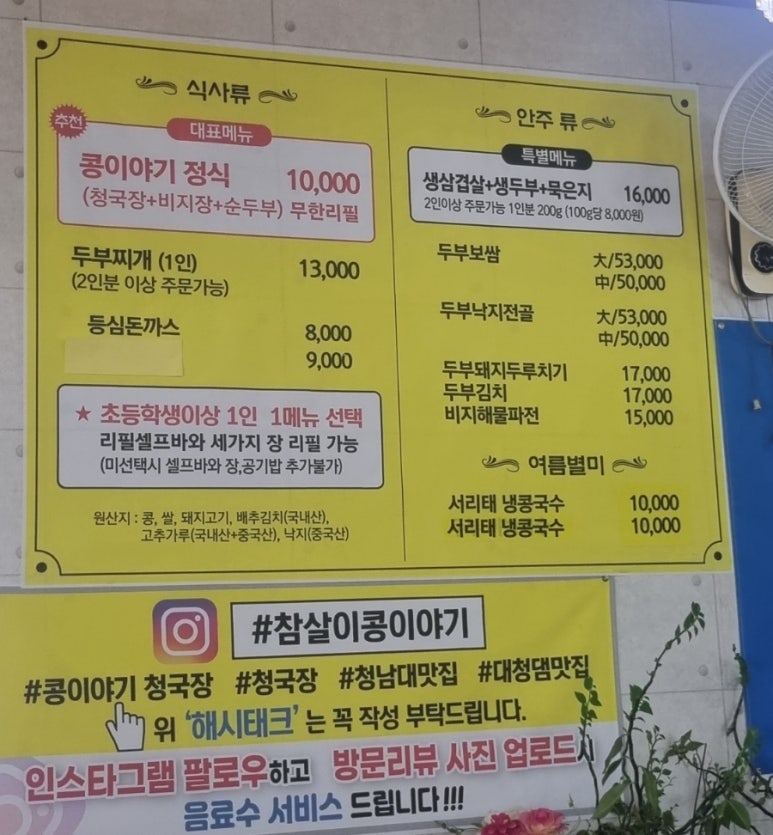 식사류
추천
대표메뉴
콩이야기 정식 10,000
(청국장+비지장+순두부) 무한리필
두부찌개 (1인) 13,000
(2인분 이상 주문가능)
등심돈까스 8,000
9,000
★ 초등학생이상 1인 1메뉴 선택
리필셀프바와 세가지 장 리필 가능
(미선택시 셀프바와 장,공기밥 추가불가)
원산지 : 콩, 쌀, 돼지고기, 배추김치(국내산),
고추가루(국내산+중국산), 낙지(중국산)
안주 류
특별메뉴
생삼겹살+생두부+묵은지 16,000
2인이상 주문가능 1인분 200g (100g당 8,000원)
두부보쌈 大/53,000
中/50,000
두부낙지전골 大/53,000
中/50,000
두부돼지두루치기 17,000
두부김치 17,000
비지해물파전 15,000
여름별미
서리태 냉콩국수 10,000
서리태 냉콩국수 10,000
#참살이콩이야기
#콩이야기 청국장 #청국장 #청남대맛집 #대청댐맛집
위 '해시태크' 는 꼭 작성 부탁드립니다.
인스타그램 팔로우하고 방문리뷰 사진 업로드시
음료수 서비스 드립니다!!!